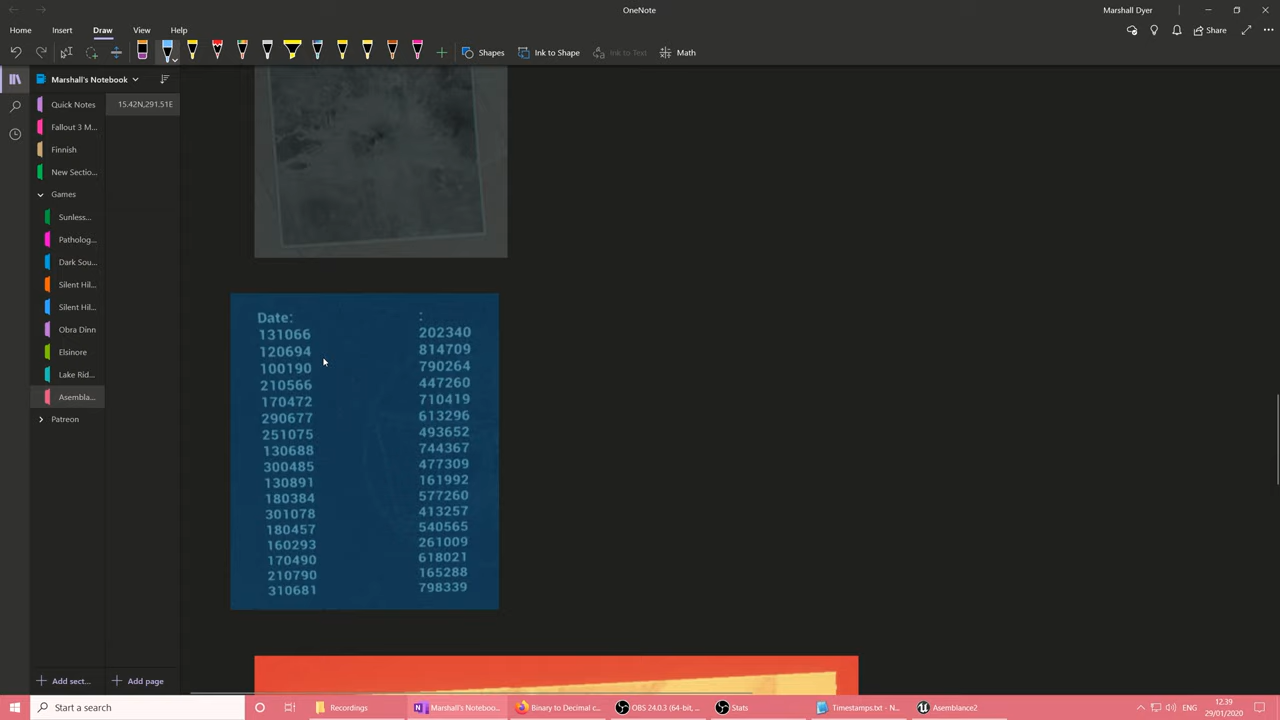 OneNote
Marshall Dyer
Home Insert Draw View Help
Share
Shapes Ink to Shape Ink to Text Math
Marshall's Notebook
Quick Notes 15.42N,291.51E
Fallout 3 M...
Finnish
New Sectio...
Games
Sunless...
Patholog...
Dark Sou...
Silent Hil...
Silent Hil...
Obra Dinn
Elsinore
Lake Rid...
Asembla...
Patreon
Date: :
131066 202340
120694 814709
100190 790264
210566 447260
170472 710419
290677 613296
251075 493652
130688 744367
300485 477309
130891 161992
180384 577260
301078 413257
180457 540565
160293 261009
170490 618021
210790 165288
310681 798339
Add sect... Add page
Start a search Recordings Marshall's Noteboo... Binary to Decimal c... OBS 24.0.3 (64-bit, ... Stats Timestamps.txt - N... Asemblance2 ENG
12.39
29/01/2020